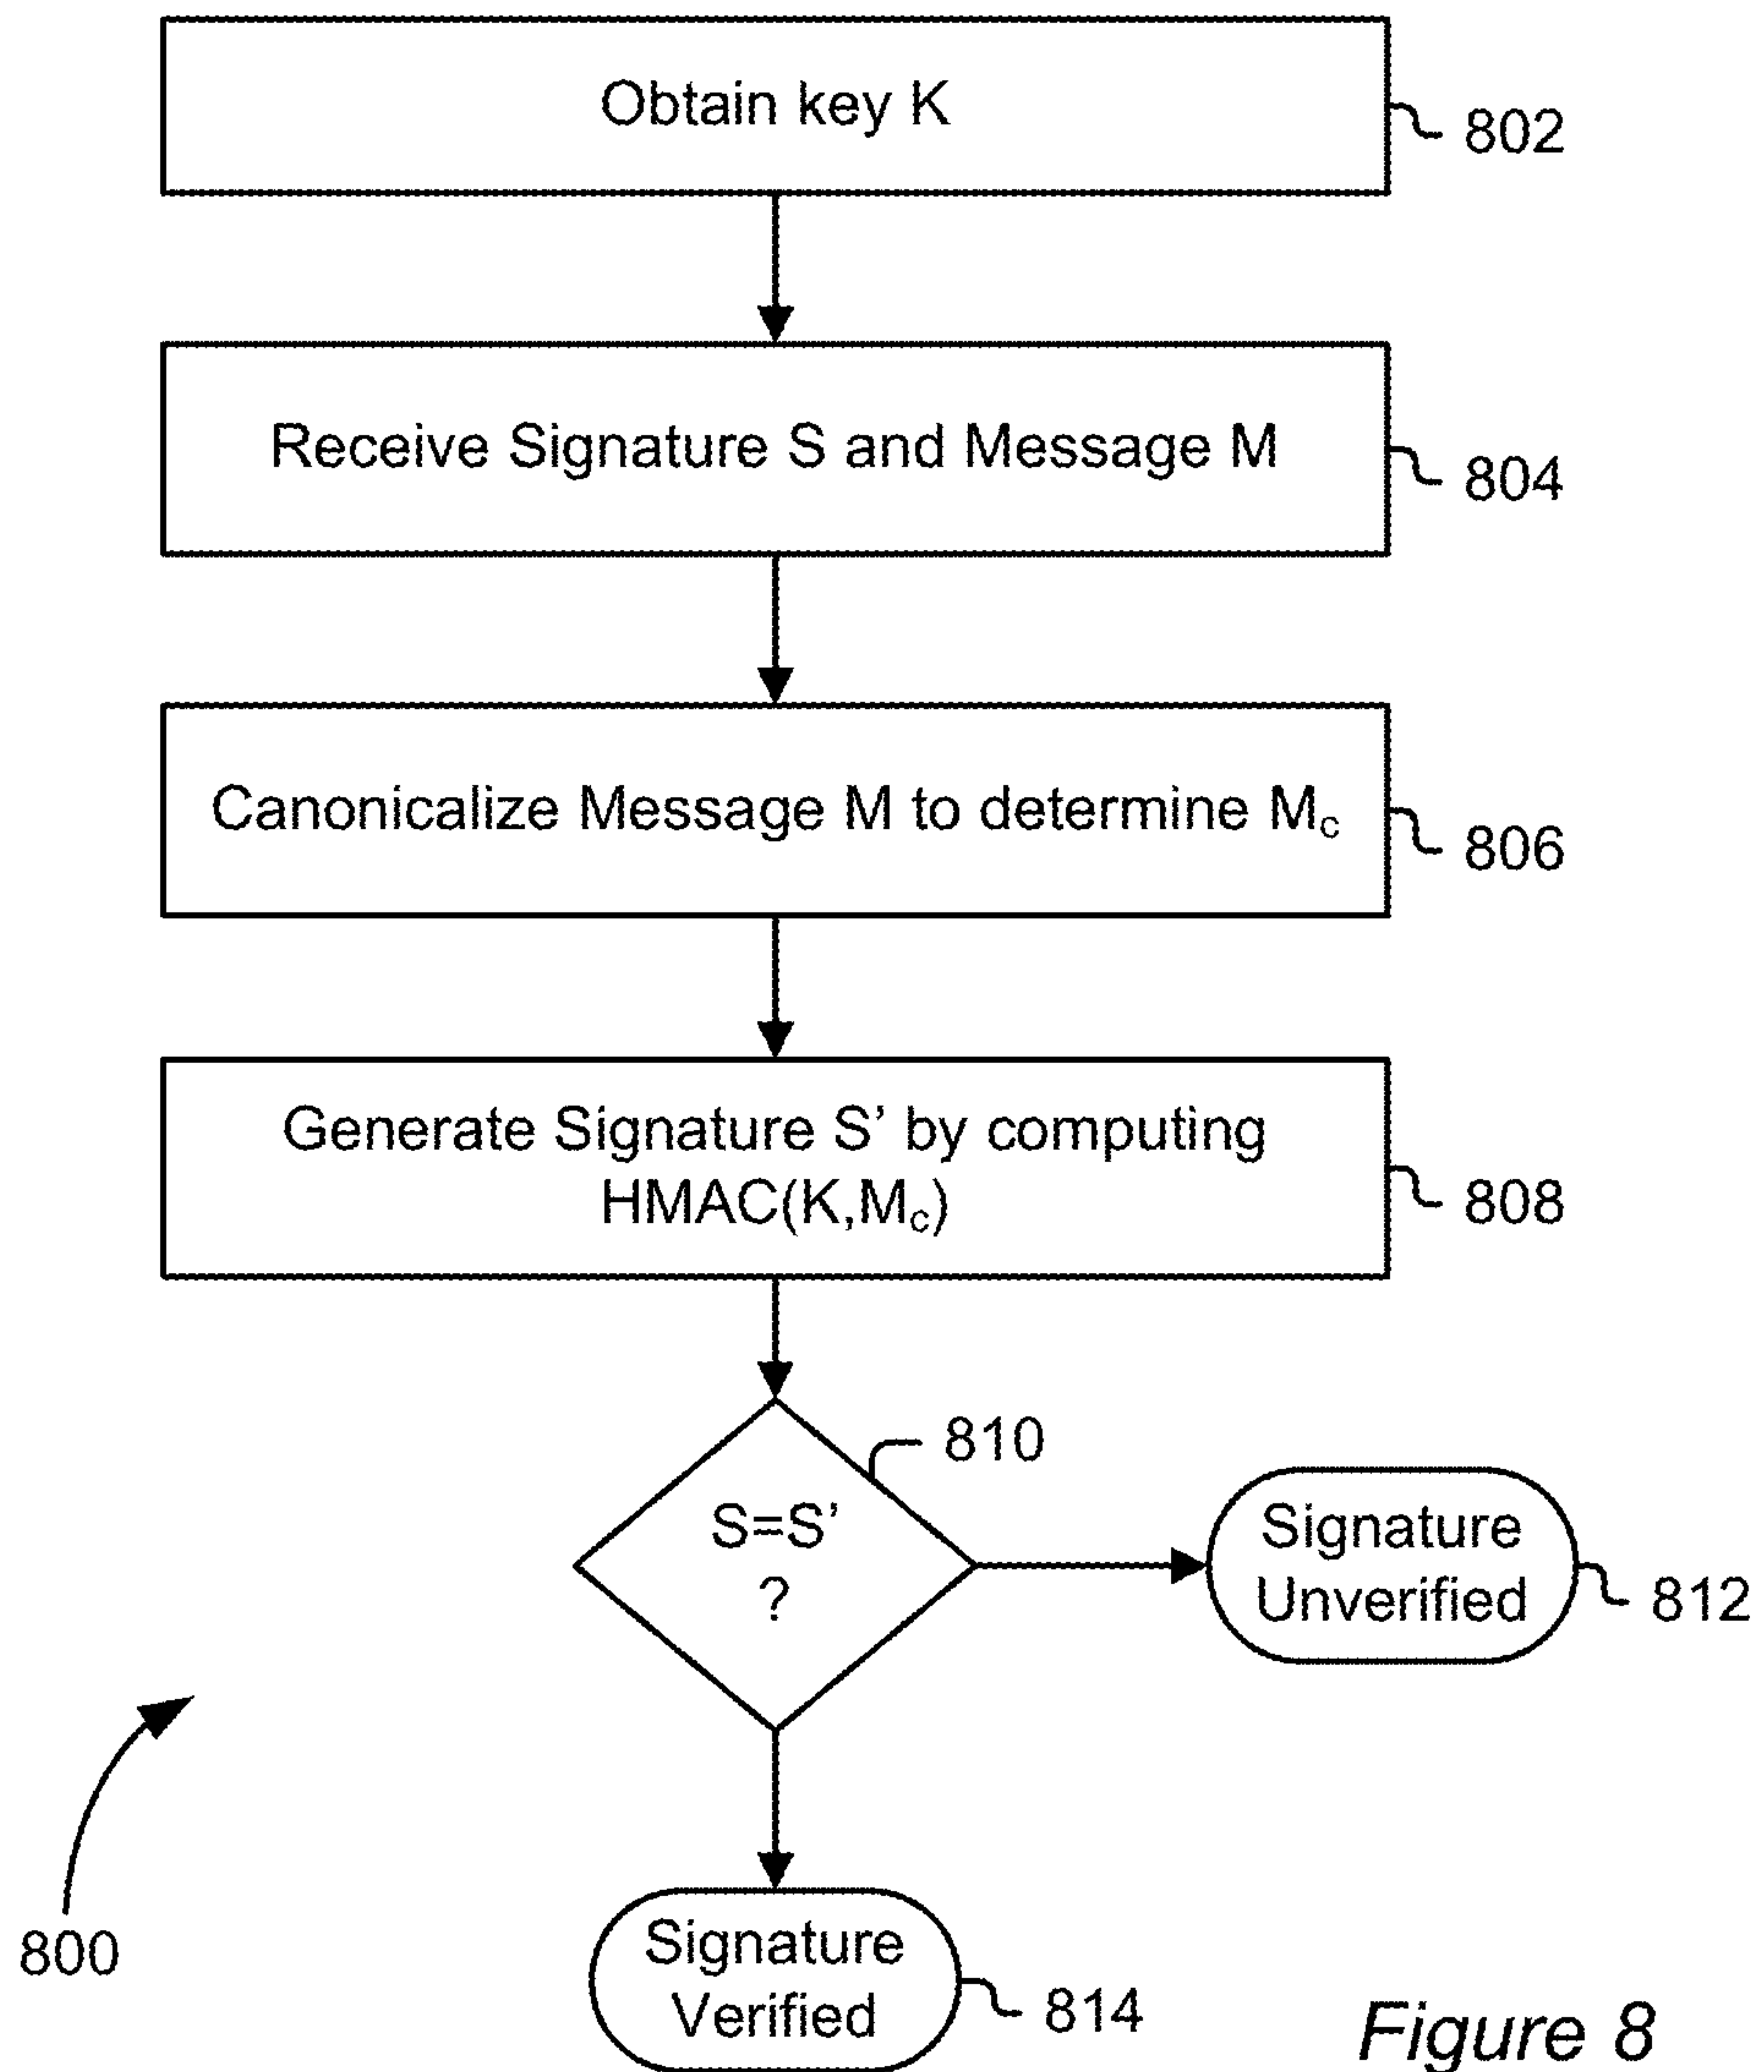 Obtain key K
802
Receive Signature S and Message M
804
Canonicalize Message M to determine Mc
806
Generate Signature S’ by computing
HMAC(K,Mc)
808
810
S=S’
?
Signature
Unverified
812
800
Signature
Verified
814
Figure 8